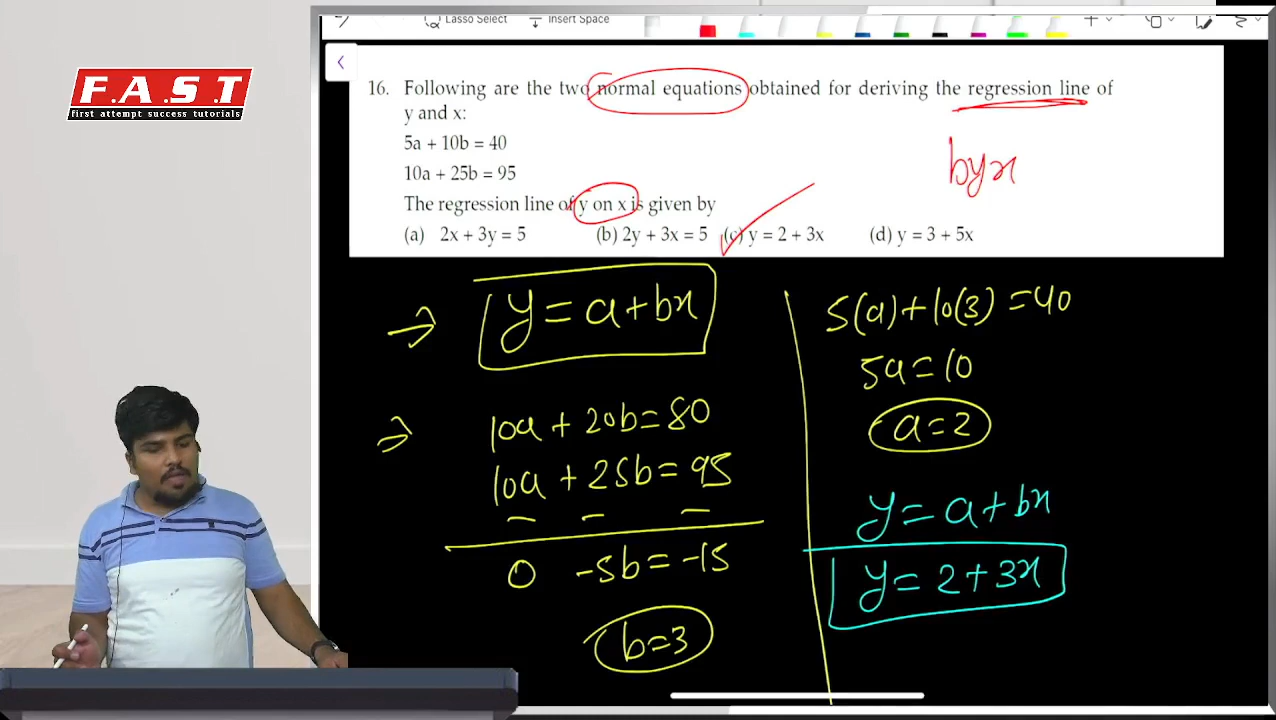 Lasso Select
Insert Space
F.A.S.T
first attempt success tutorials
16. Following are the two normal equations obtained for deriving the regression line of
y and x:
5a + 10b = 40
10a + 25b = 95
The regression line of y on x is given by
(a) 2x + 3y = 5 (b) 2y + 3x = 5 (c) y = 2 + 3x (d) y = 3 + 5x
byx
⇒ y = a + bx
⇒ 10a + 20b = 80
10a + 25b = 95
− − −
0 -5b = -15
b = 3
5(a) + 10(3) = 40
5a = 10
a = 2
y = a + bx
y = 2 + 3x